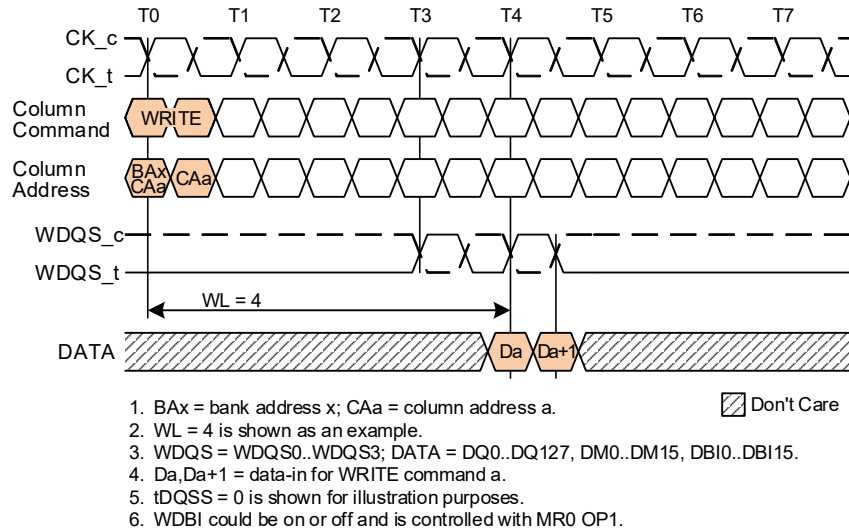 T0 T1 T2 T3 T4 T5 T6 T7
CK_c
CK_t
Column
Command
WRITE
Column
Address
BAx
CAa
CAa
WDQS_c
WDQS_t
WL = 4
DATA
Da
Da+1
1. BAx = bank address x; CAa = column address a.
Don't Care
2. WL = 4 is shown as an example.
3. WDQS = WDQS0..WDQS3; DATA = DQ0..DQ127, DM0..DM15, DBI0..DBI15.
4. Da,Da+1 = data-in for WRITE command a.
5. tDQSS = 0 is shown for illustration purposes.
6. WDBI could be on or off and is controlled with MR0 OP1.